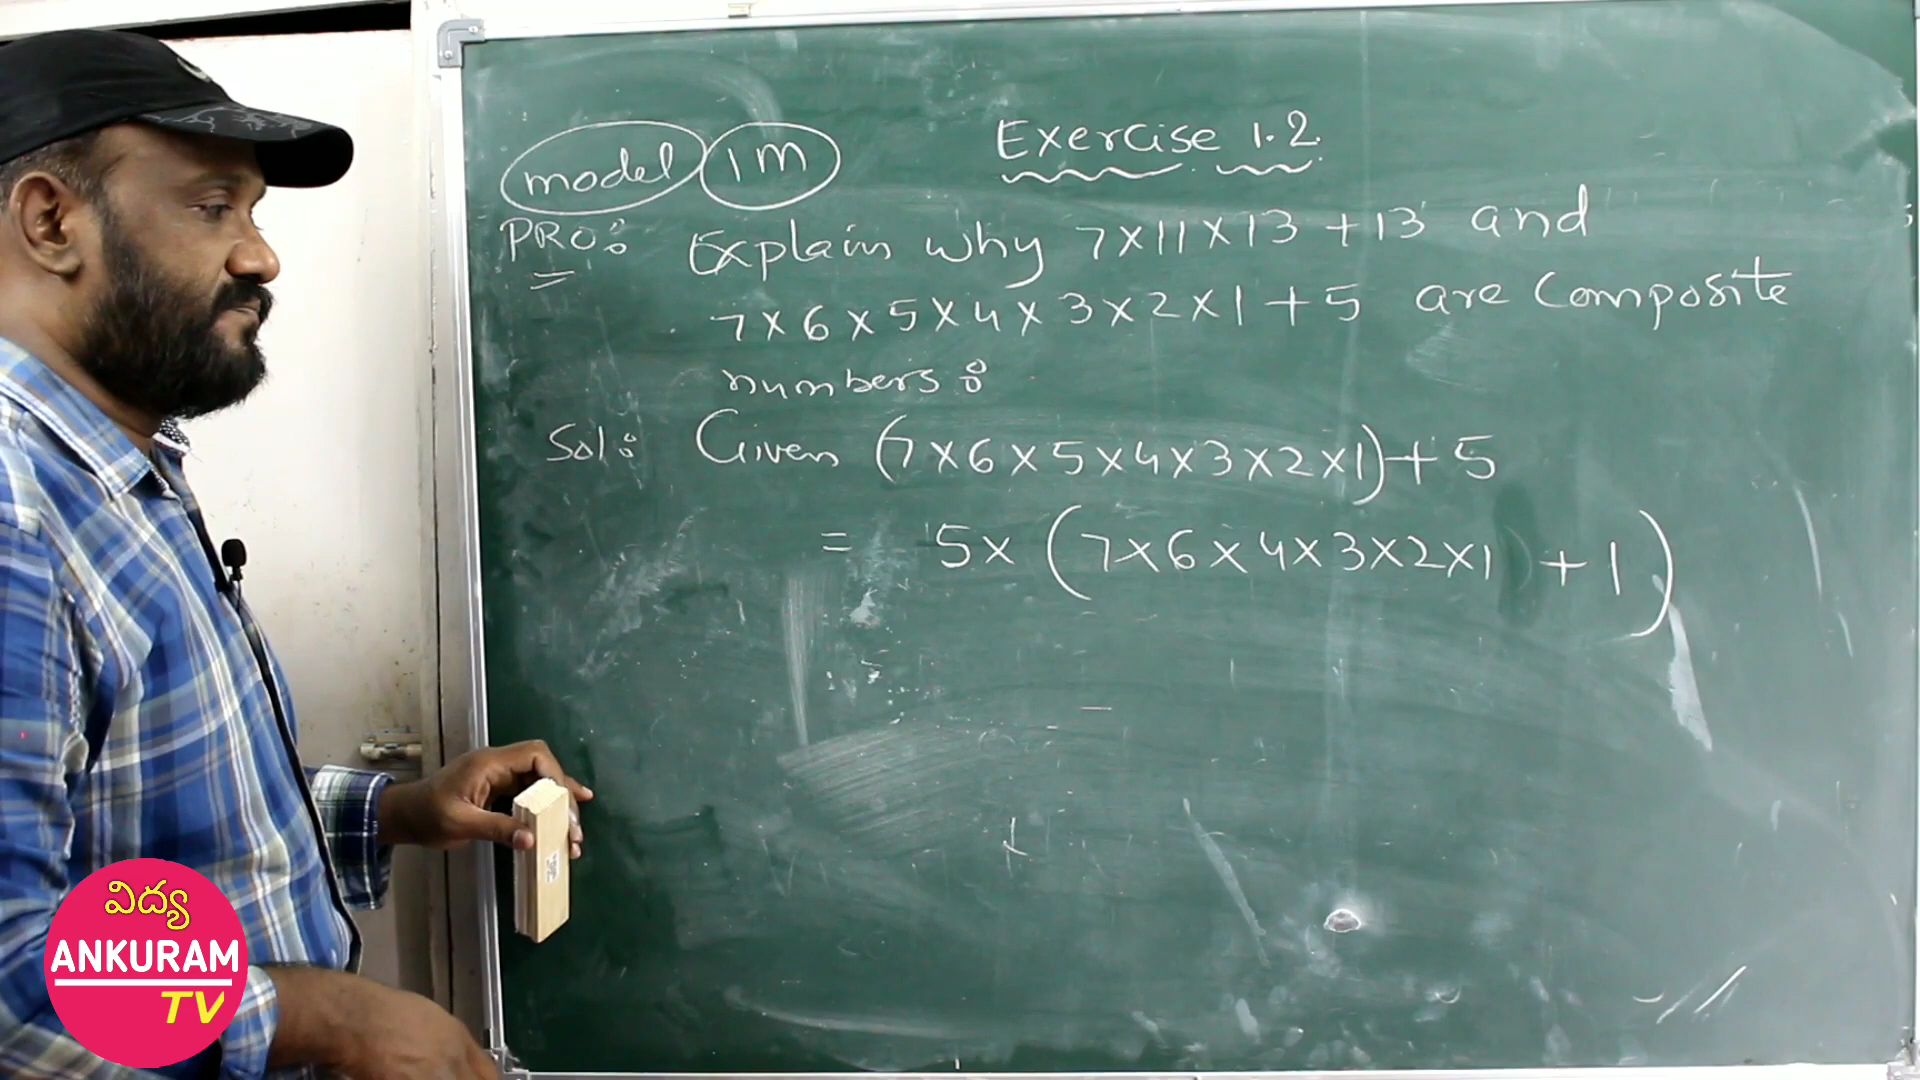 Exercise 1.2.
model 1M
PRO: Explain why 7×11×13 +13 and
7×6×5×4×3×2×1+5 are composite
numbers:
Sol: Given (7×6×5×4×3×2×1)+5
= 5×(7×6×4×3×2×1 +1)
విద్య
ANKURAM
TV